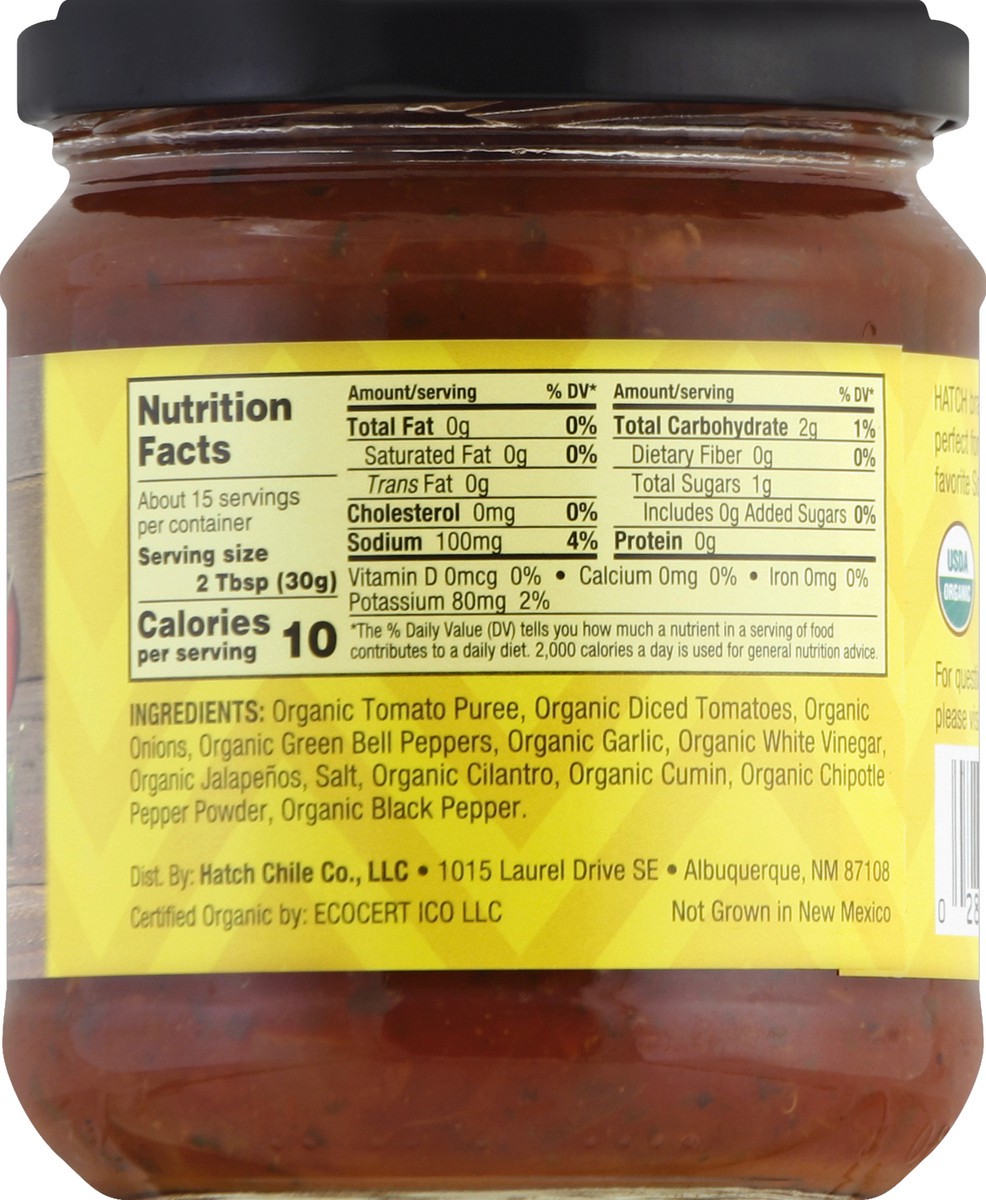 Nutrition
Facts
About 15 servings
per container
Serving size
2 Tbsp (30g)
Calories
per serving
10
Amount/serving % DV*
Total Fat 0g 0%
Saturated Fat 0g 0%
Trans Fat 0g
Cholesterol 0mg 0%
Sodium 100mg 4%
Amount/serving % DV*
Total Carbohydrate 2g 1%
Dietary Fiber 0g 0%
Total Sugars 1g
Includes 0g Added Sugars 0%
Protein 0g
Vitamin D 0mcg 0% • Calcium 0mg 0% • Iron 0mg 0%
Potassium 80mg 2%
*The % Daily Value (DV) tells you how much a nutrient in a serving of food
contributes to a daily diet. 2,000 calories a day is used for general nutrition advice.
INGREDIENTS: Organic Tomato Puree, Organic Diced Tomatoes, Organic
Onions, Organic Green Bell Peppers, Organic Garlic, Organic White Vinegar,
Organic Jalapeños, Salt, Organic Cilantro, Organic Cumin, Organic Chipotle
Pepper Powder, Organic Black Pepper.
Dist. By: Hatch Chile Co., LLC • 1015 Laurel Drive SE • Albuquerque, NM 87108
Certified Organic by: ECOCERT ICO LLC
Not Grown in New Mexico
HATCH
perfect
favorite
USDA
ORGANIC
For
please
0 28